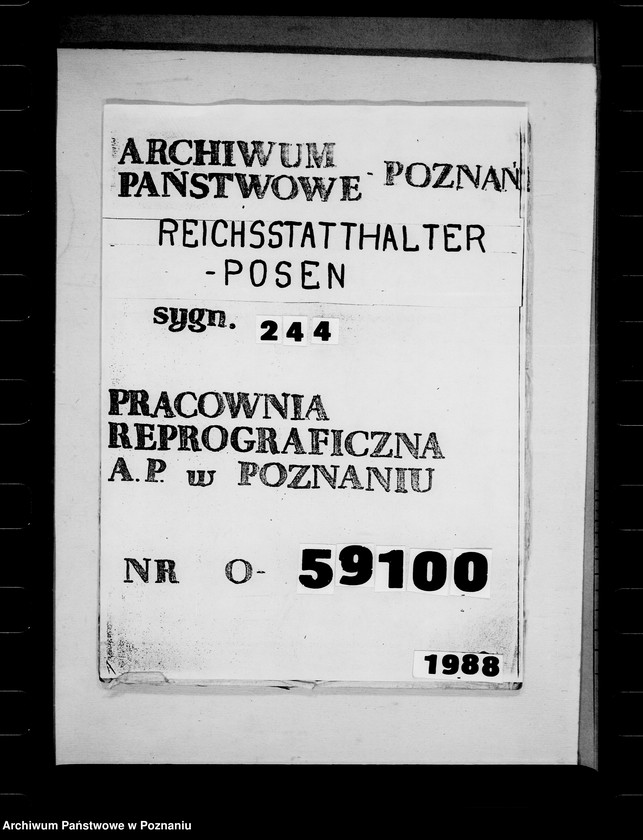 ARCHIWUM
PAŃSTWOWE - POZNAŃ
REICHSSTATTHALTER
-POSEN
sygn. 244
PRACOWNIA
REPROGRAFICZNA
A.P. w POZNANIU
NR O- 59100
1988
Archiwum Państwowe w Poznaniu